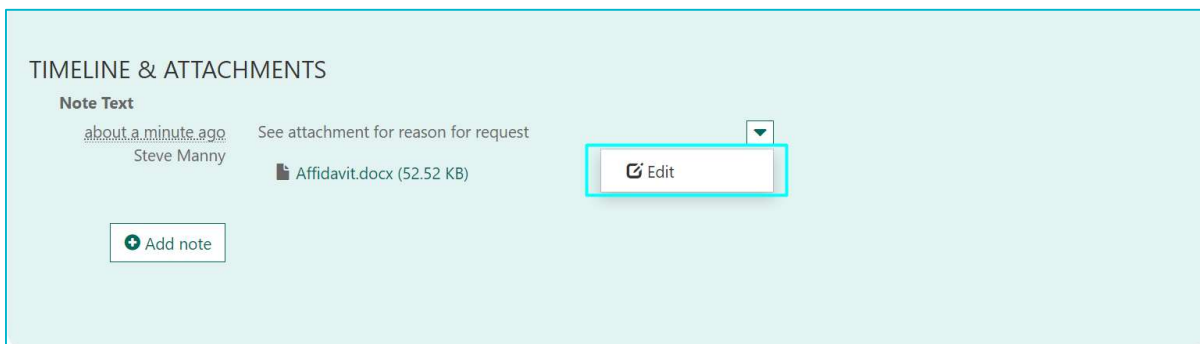 TIMELINE & ATTACHMENTS
Note Text
about a minute ago See attachment for reason for request
Steve Manny
Affidavit.docx (52.52 KB)
Edit
Add note